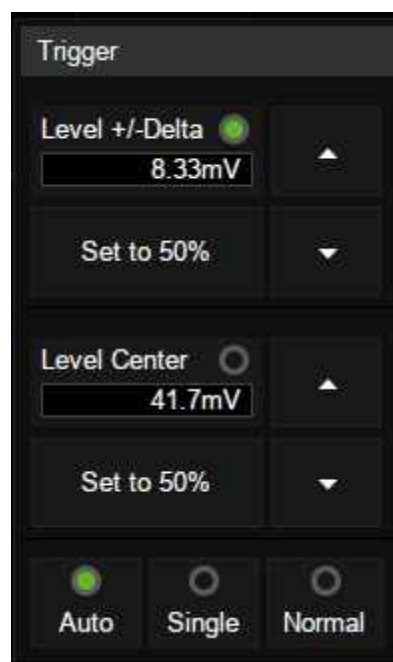 Trigger
Level +/-Delta
8.33mV
Set to 50%
Level Center
41.7mV
Set to 50%
Auto Single Normal